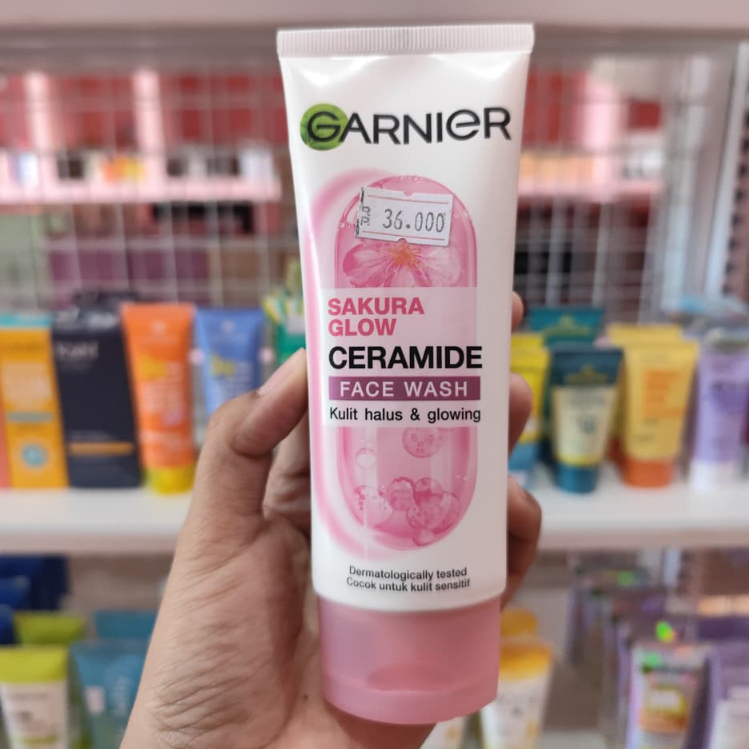 GARNIER
36.000
SAKURA
GLOW
CERAMIDE
FACE WASH
Kulit halus & glowing
Dermatologically tested
Cocok untuk kulit sensitif